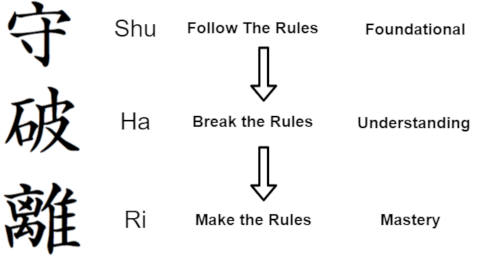 守 Shu Follow The Rules Foundational
破 Ha Break the Rules Understanding
離 Ri Make the Rules Mastery